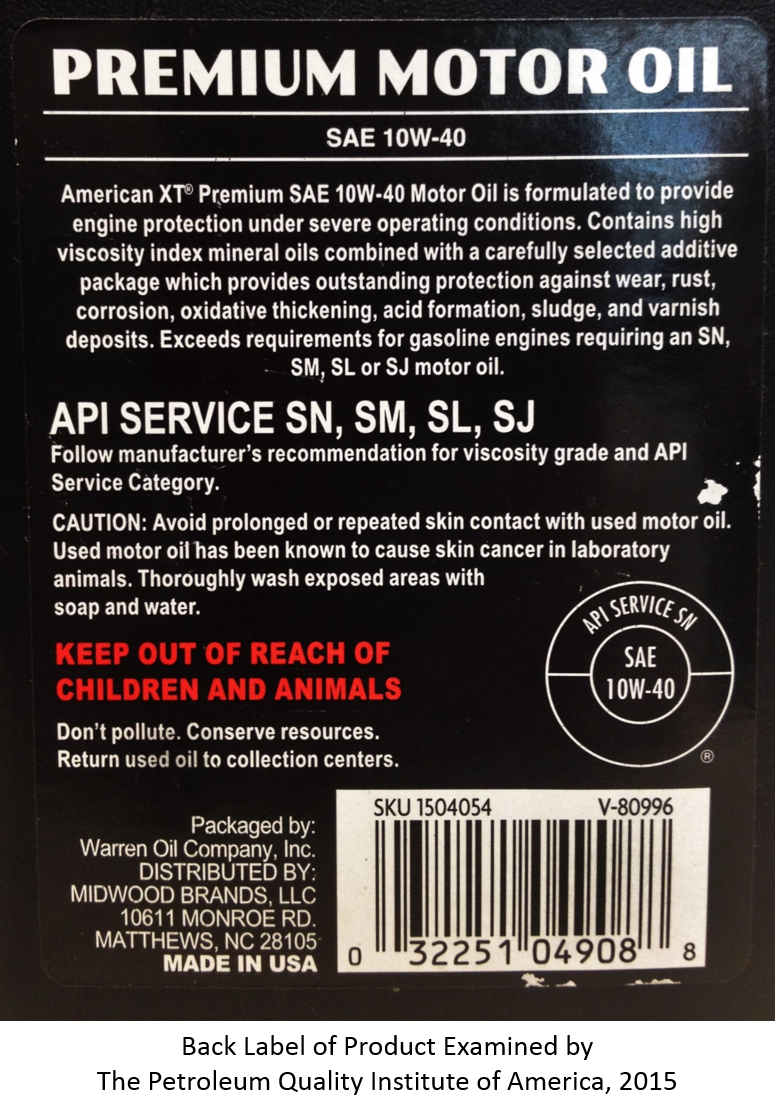 PREMIUM MOTOR OIL
SAE 10W-40
American XT® Premium SAE 10W-40 Motor Oil is formulated to provide
engine protection under severe operating conditions. Contains high
viscosity index mineral oils combined with a carefully selected additive
package which provides outstanding protection against wear, rust,
corrosion, oxidative thickening, acid formation, sludge, and varnish
deposits. Exceeds requirements for gasoline engines requiring an SN,
SM, SL or SJ motor oil.
API SERVICE SN, SM, SL, SJ
Follow manufacturer's recommendation for viscosity grade and API
Service Category.
CAUTION: Avoid prolonged or repeated skin contact with used motor oil.
Used motor oil has been known to cause skin cancer in laboratory
animals. Thoroughly wash exposed areas with
soap and water.
API SERVICE SN
SAE
10W-40
®
KEEP OUT OF REACH OF
CHILDREN AND ANIMALS
Don't pollute. Conserve resources.
Return used oil to collection centers.
Packaged by:
Warren Oil Company, Inc.
DISTRIBUTED BY:
MIDWOOD BRANDS, LLC
10611 MONROE RD.
MATTHEWS, NC 28105
MADE IN USA
SKU 1504054 V-80996
0 32251 04908 8
Back Label of Product Examined by
The Petroleum Quality Institute of America, 2015